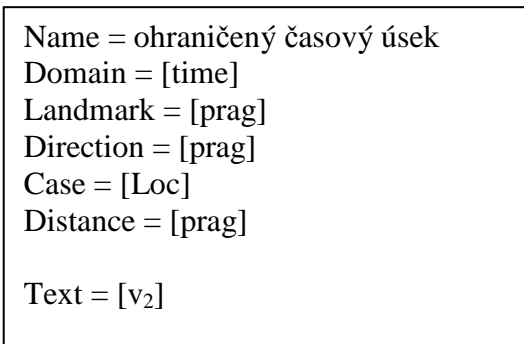 Name = ohraničený časový úsek
Domain = [time]
Landmark = [prag]
Direction = [prag]
Case = [Loc]
Distance = [prag]
Text = [v₂]